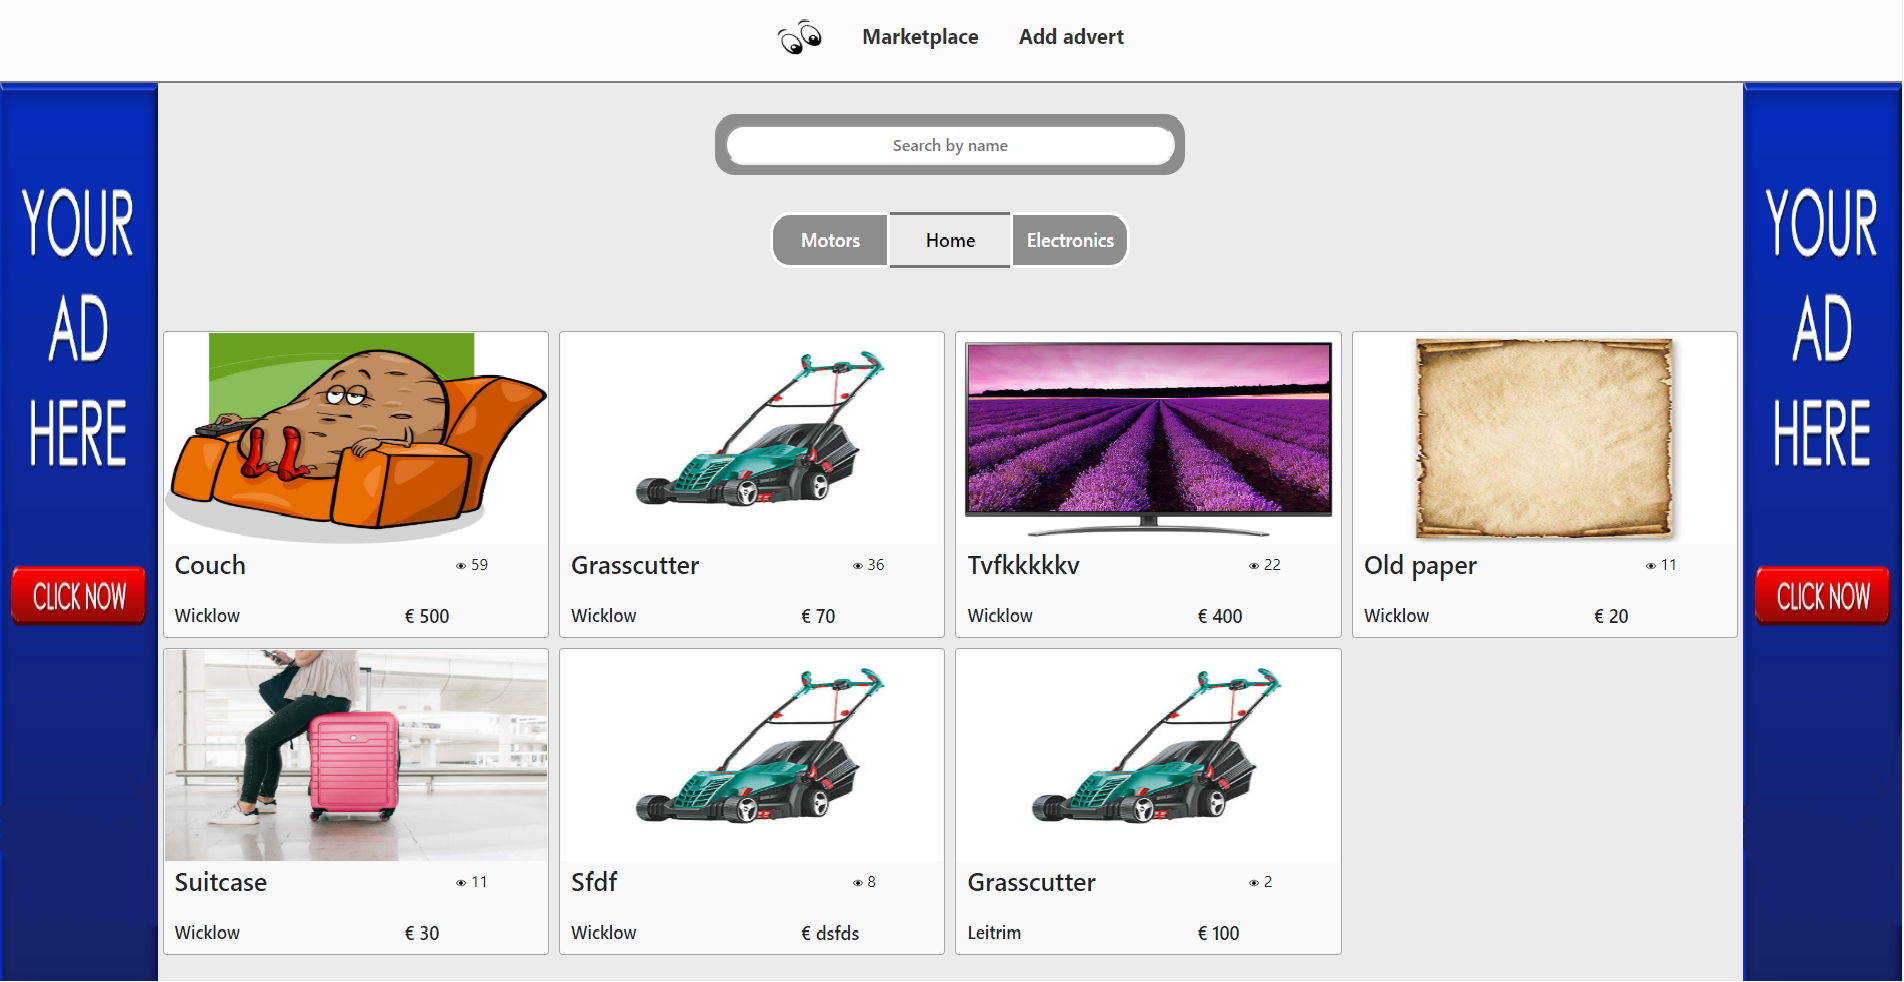 Marketplace
Add advert
YOUR
AD
HERE
CLICK NOW
Search by name
Motors
Home
Electronics
YOUR
AD
HERE
CLICK NOW
Couch 59
Wicklow € 500
Grasscutter 36
Wicklow € 70
Tvfkkkkkv 22
Wicklow € 400
Old paper 11
Wicklow € 20
Suitcase 11
Wicklow € 30
Sfdf 8
Wicklow € dsfds
Grasscutter 2
Leitrim € 100